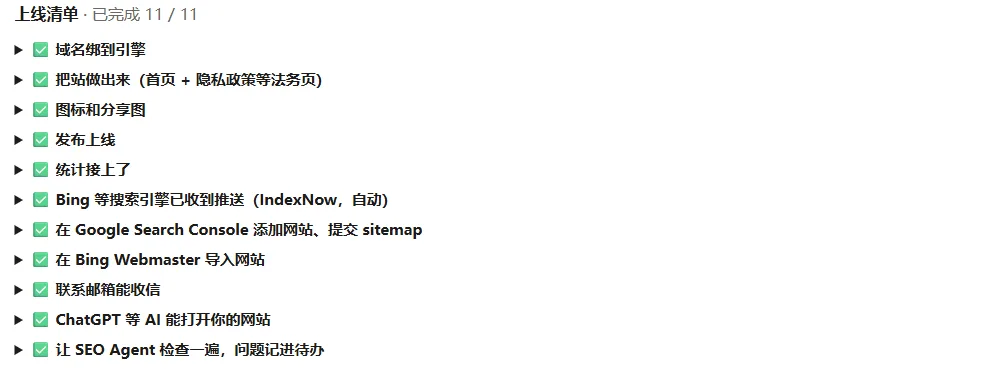 上线清单 · 已完成 11 / 11
域名绑到引擎
把站做出来（首页 + 隐私政策等法务页）
图标和分享图
发布上线
统计接上了
Bing 等搜索引擎已收到推送（IndexNow，自动）
在 Google Search Console 添加网站、提交 sitemap
在 Bing Webmaster 导入网站
联系邮箱能收信
ChatGPT 等 AI 能打开你的网站
让 SEO Agent 检查一遍，问题记进待办